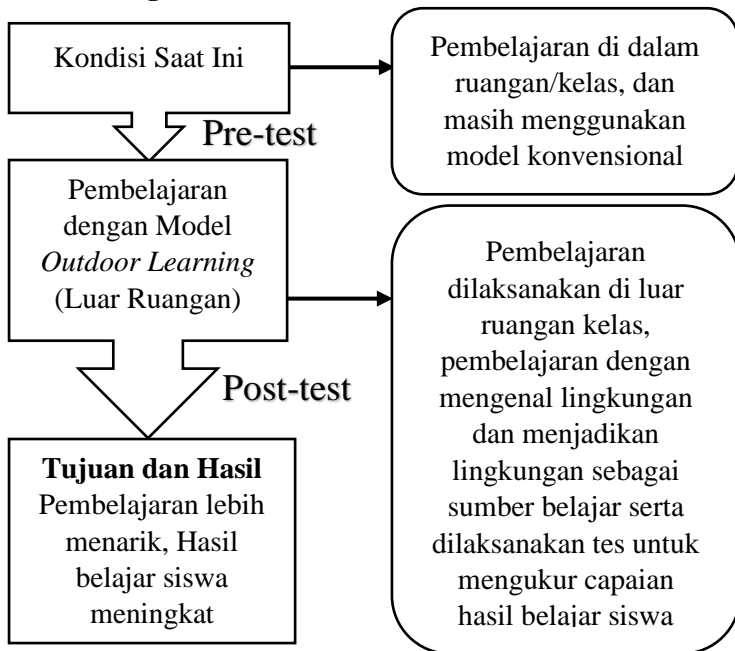 Kondisi Saat Ini
Pembelajaran di dalam
ruangan/kelas, dan
masih menggunakan
model konvensional
Pre-test
Pembelajaran
dengan Model
Outdoor Learning
(Luar Ruangan)
Pembelajaran
dilaksanakan di luar
ruangan kelas,
pembelajaran dengan
mengenal lingkungan
dan menjadikan
lingkungan sebagai
sumber belajar serta
dilaksanakan tes untuk
mengukur capaian
hasil belajar siswa
Post-test
Tujuan dan Hasil
Pembelajaran lebih
menarik, Hasil
belajar siswa
meningkat